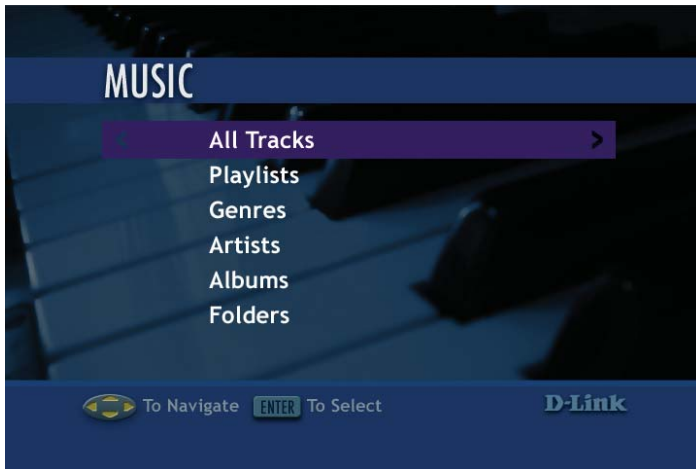 MUSIC
All Tracks
Playlists
Genres
Artists
Albums
Folders
To Navigate ENTER To Select
D-Link